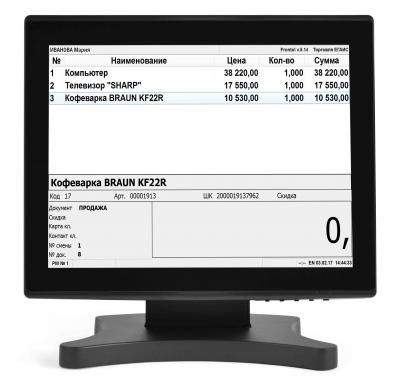 ИВАНОВА Мария Frontol v.5.14 Торговля ЕГАИС
№ Наименование Цена Кол-во Сумма
1 Компьютер 38 220,00 1,000 38 220,00
2 Телевизор "SHARP" 17 550,00 1,000 17 550,00
3 Кофеварка BRAUN KF22R 10 530,00 1,000 10 530,00
Кофеварка BRAUN KF22R
Код 17 Арт. 00001913 ШК 2000019137962 Скидка
Документ ПРОДАЖА
Скидка
Карта кл.
Контакт кл.
№ смены 1
№ док. 8
0,
РМ № 1 EN 03.02.17 14:44:33